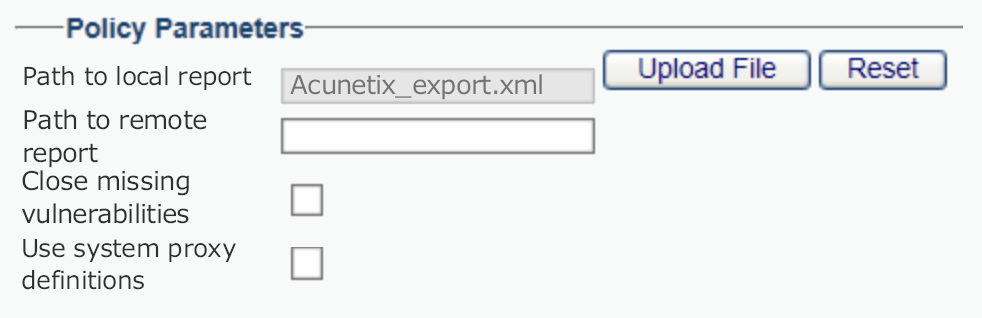 Policy Parameters
Path to local report Acunetix_export.xml Upload File Reset
Path to remote
report
Close missing
vulnerabilities
Use system proxy
definitions